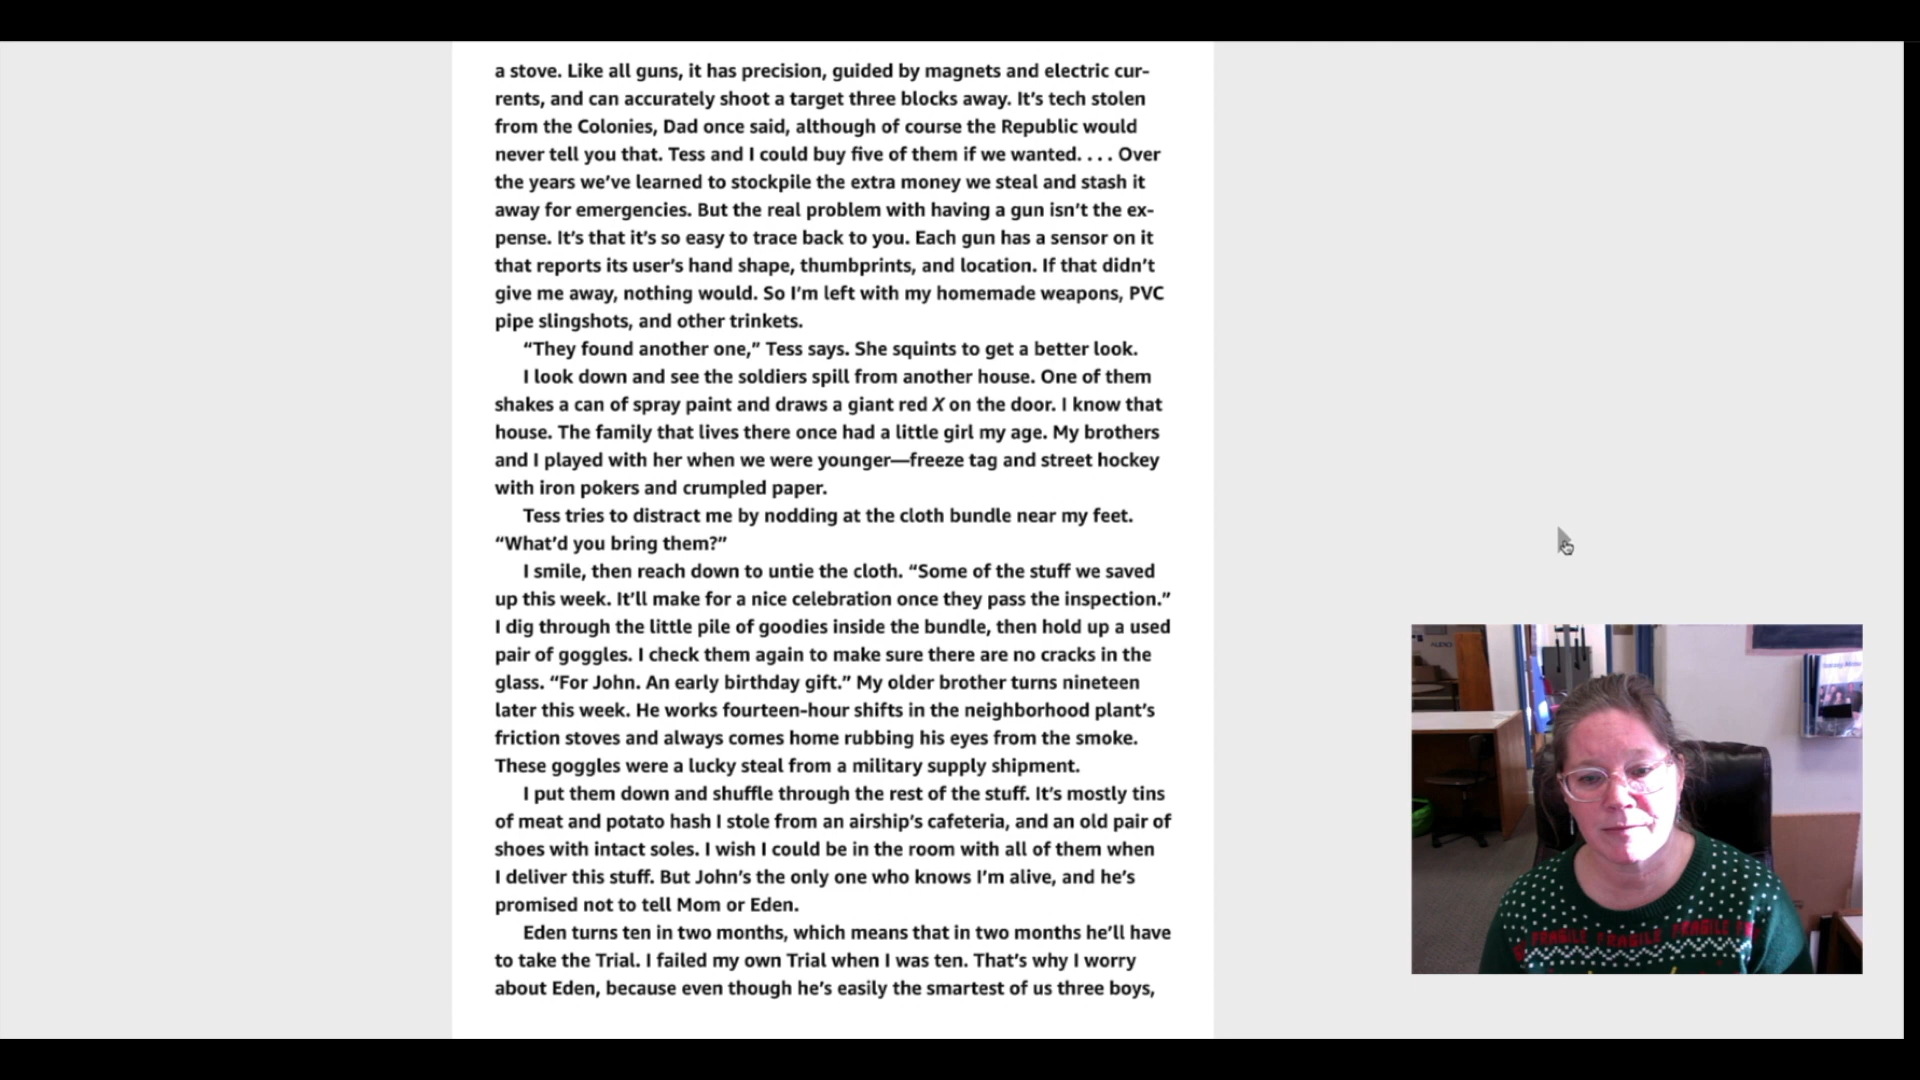 a stove. Like all guns, it has precision, guided by magnets and electric cur-
rents, and can accurately shoot a target three blocks away. It’s tech stolen
from the Colonies, Dad once said, although of course the Republic would
never tell you that. Tess and I could buy five of them if we wanted. . . . Over
the years we’ve learned to stockpile the extra money we steal and stash it
away for emergencies. But the real problem with having a gun isn’t the ex-
pense. It’s that it’s so easy to trace back to you. Each gun has a sensor on it
that reports its user’s hand shape, thumbprints, and location. If that didn’t
give me away, nothing would. So I’m left with my homemade weapons, PVC
pipe slingshots, and other trinkets.
“They found another one,” Tess says. She squints to get a better look.
I look down and see the soldiers spill from another house. One of them
shakes a can of spray paint and draws a giant red X on the door. I know that
house. The family that lives there once had a little girl my age. My brothers
and I played with her when we were younger—freeze tag and street hockey
with iron pokers and crumpled paper.
Tess tries to distract me by nodding at the cloth bundle near my feet.
“What’d you bring them?”
I smile, then reach down to untie the cloth. “Some of the stuff we saved
up this week. It’ll make for a nice celebration once they pass the inspection.”
I dig through the little pile of goodies inside the bundle, then hold up a used
pair of goggles. I check them again to make sure there are no cracks in the
glass. “For John. An early birthday gift.” My older brother turns nineteen
later this week. He works fourteen-hour shifts in the neighborhood plant’s
friction stoves and always comes home rubbing his eyes from the smoke.
These goggles were a lucky steal from a military supply shipment.
I put them down and shuffle through the rest of the stuff. It’s mostly tins
of meat and potato hash I stole from an airship’s cafeteria, and an old pair of
shoes with intact soles. I wish I could be in the room with all of them when
I deliver this stuff. But John’s the only one who knows I’m alive, and he’s
promised not to tell Mom or Eden.
Eden turns ten in two months, which means that in two months he’ll have
to take the Trial. I failed my own Trial when I was ten. That’s why I worry
about Eden, because even though he’s easily the smartest of us three boys,
AUDIO
FRAGILE FRAGILE FRAGILE